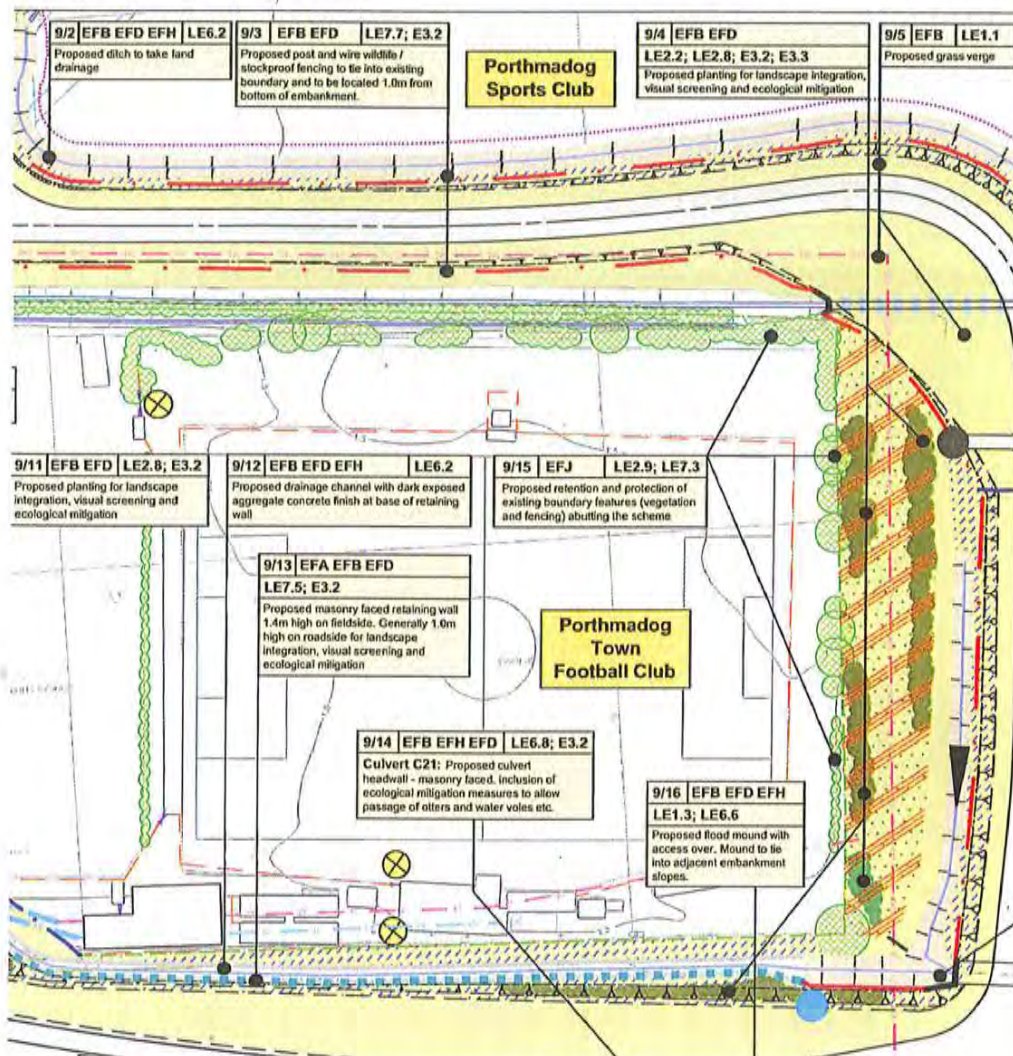 9/2 EFB EFD EFH LE6.2
Proposed ditch to take land
drainage
9/3 EFB EFD LE7.7; E3.2
Proposed post and wire wildlife /
stockproof fencing to tie into existing
boundary and to be located 1.0m from
bottom of embankment.
Porthmadog
Sports Club
9/4 EFB EFD
LE2.2; LE2.8; E3.2; E3.3
Proposed planting for landscape integration,
visual screening and ecological mitigation
9/5 EFB LE1.1
Proposed grass verge
9/11 EFB EFD LE2.8; E3.2
Proposed planting for landscape
integration, visual screening and
ecological mitigation
9/12 EFB EFD EFH LE6.2
Proposed drainage channel with dark exposed
aggregate concrete finish at base of retaining
wall
9/15 EFJ LE2.9; LE7.3
Proposed retention and protection of
existing boundary features (vegetation
and fencing) abutting the scheme
9/13 EFA EFB EFD
LE7.5; E3.2
Proposed masonry faced retaining wall
1.4m high on fieldside. Generally 1.0m
high on roadside for landscape
integration, visual screening and
ecological mitigation
Porthmadog
Town
Football Club
9/14 EFB EFH EFD LE6.8; E3.2
Culvert C21: Proposed culvert
headwall - masonry faced. Inclusion of
ecological mitigation measures to allow
passage of otters and water voles etc.
9/16 EFB EFD EFH
LE1.3; LE6.6
Proposed flood mound with
access over. Mound to tie
into adjacent embankment
slopes.